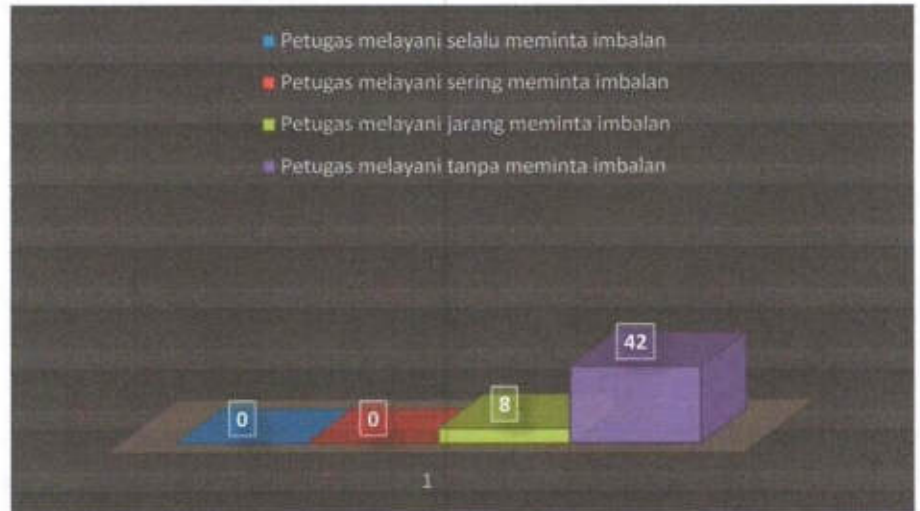 Petugas melayani selalu meminta imbalan
Petugas melayani sering meminta imbalan
Petugas melayani jarang meminta imbalan
Petugas melayani tanpa meminta imbalan
0
0
8
42
1